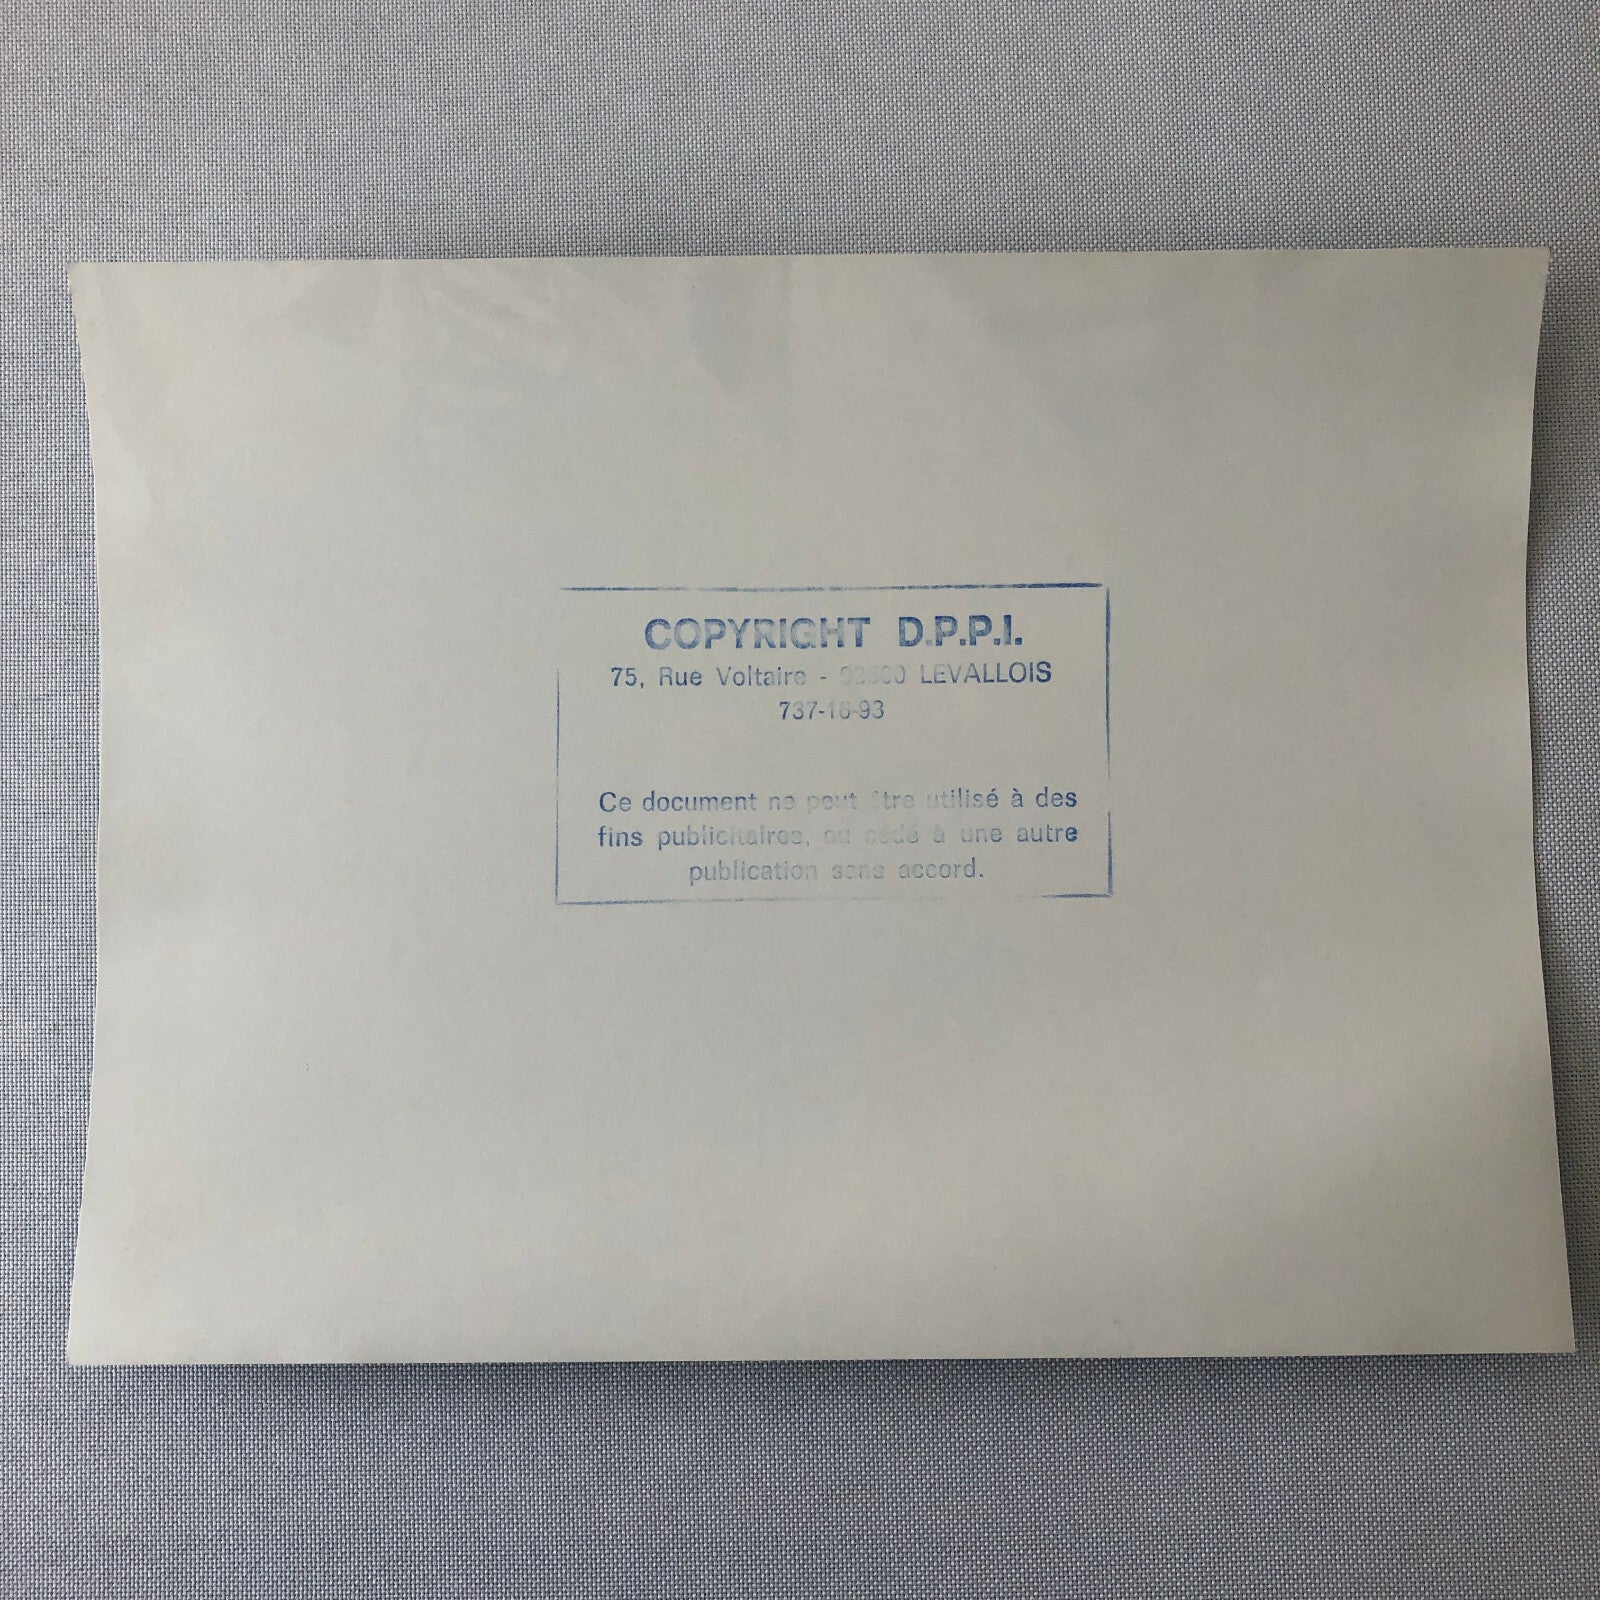 COPYRIGHT D.P.P.I.
75, Rue Voltaire - 92300 LEVALLOIS
737-16-93
Ce document ne peut être utilisé à des
fins publicitaires, ou cédé à une autre
publication sans accord.